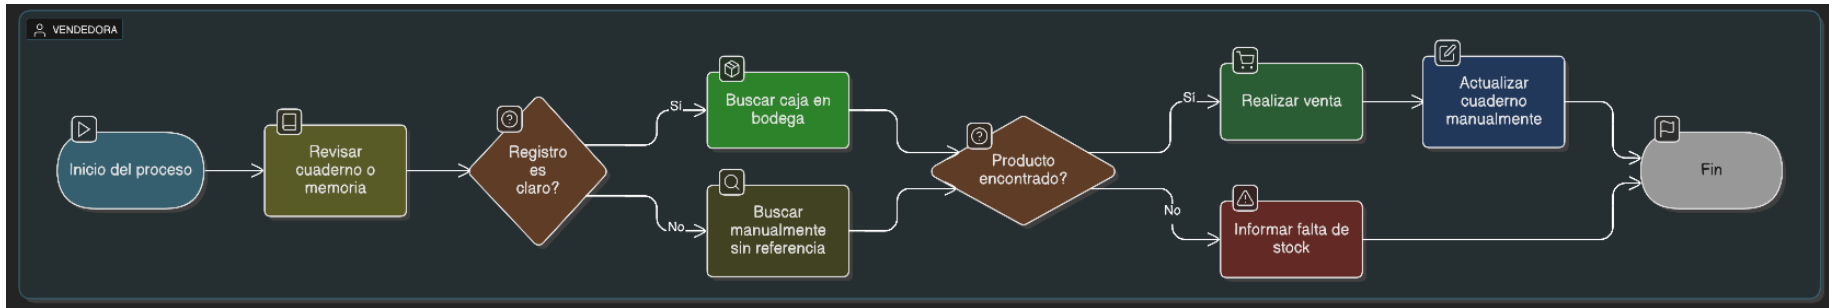 VENDEDORA
Inicio del proceso
Revisar
cuaderno o
memoria
Registro
es
claro?
Sí
No
Buscar caja en
bodega
Buscar
manualmente
sin referencia
Producto
encontrado?
Sí
No
Realizar venta
Informar falta de
stock
Actualizar
cuaderno
manualmente
Fin